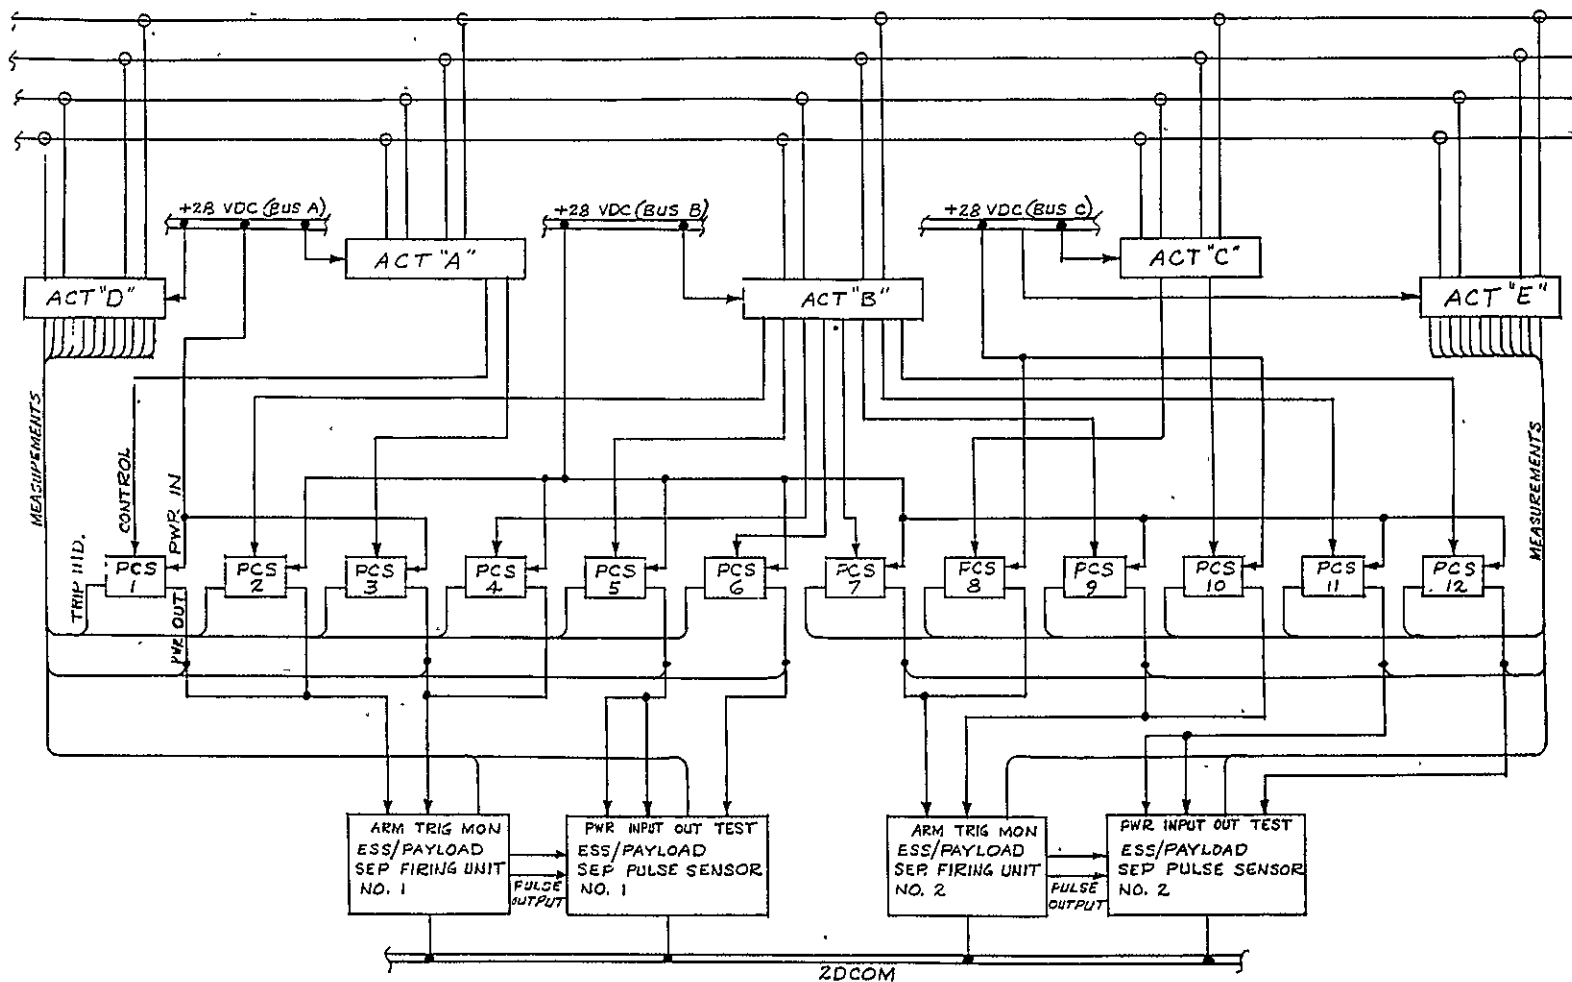 +28 VDC (BUS A)
+28 VDC (BUS B)
+28 VDC (BUS C)
ACT "A"
ACT "C"
ACT "D"
ACT "B"
ACT "E"
MEASUREMENTS
CONTROL
PWR IN
MEASUREMENTS
TRIP IND.
PWR OUT
PCS
1
PCS
2
PCS
3
PCS
4
PCS
5
PCS
6
PCS
7
PCS
8
PCS
9
PCS
10
PCS
11
PCS
12
ARM TRIG MON
ESS/PAYLOAD
SEP FIRING UNIT
NO. 1
PULSE
OUTPUT
PWR INPUT OUT TEST
ESS/PAYLOAD
SEP PULSE SENSOR
NO. 1
ARM TRIG MON
ESS/PAYLOAD
SEP FIRING UNIT
NO. 2
PULSE
OUTPUT
PWR INPUT OUT TEST
ESS/PAYLOAD
SEP PULSE SENSOR
NO. 2
2DCOM